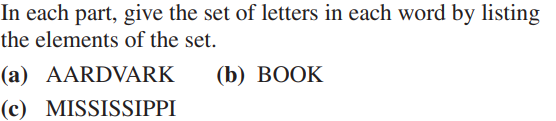 In each part, give the set of letters in each word by listing
the elements of the set.
(a) AARDVARK (b) BOOK
(c) MISSISSIPPI